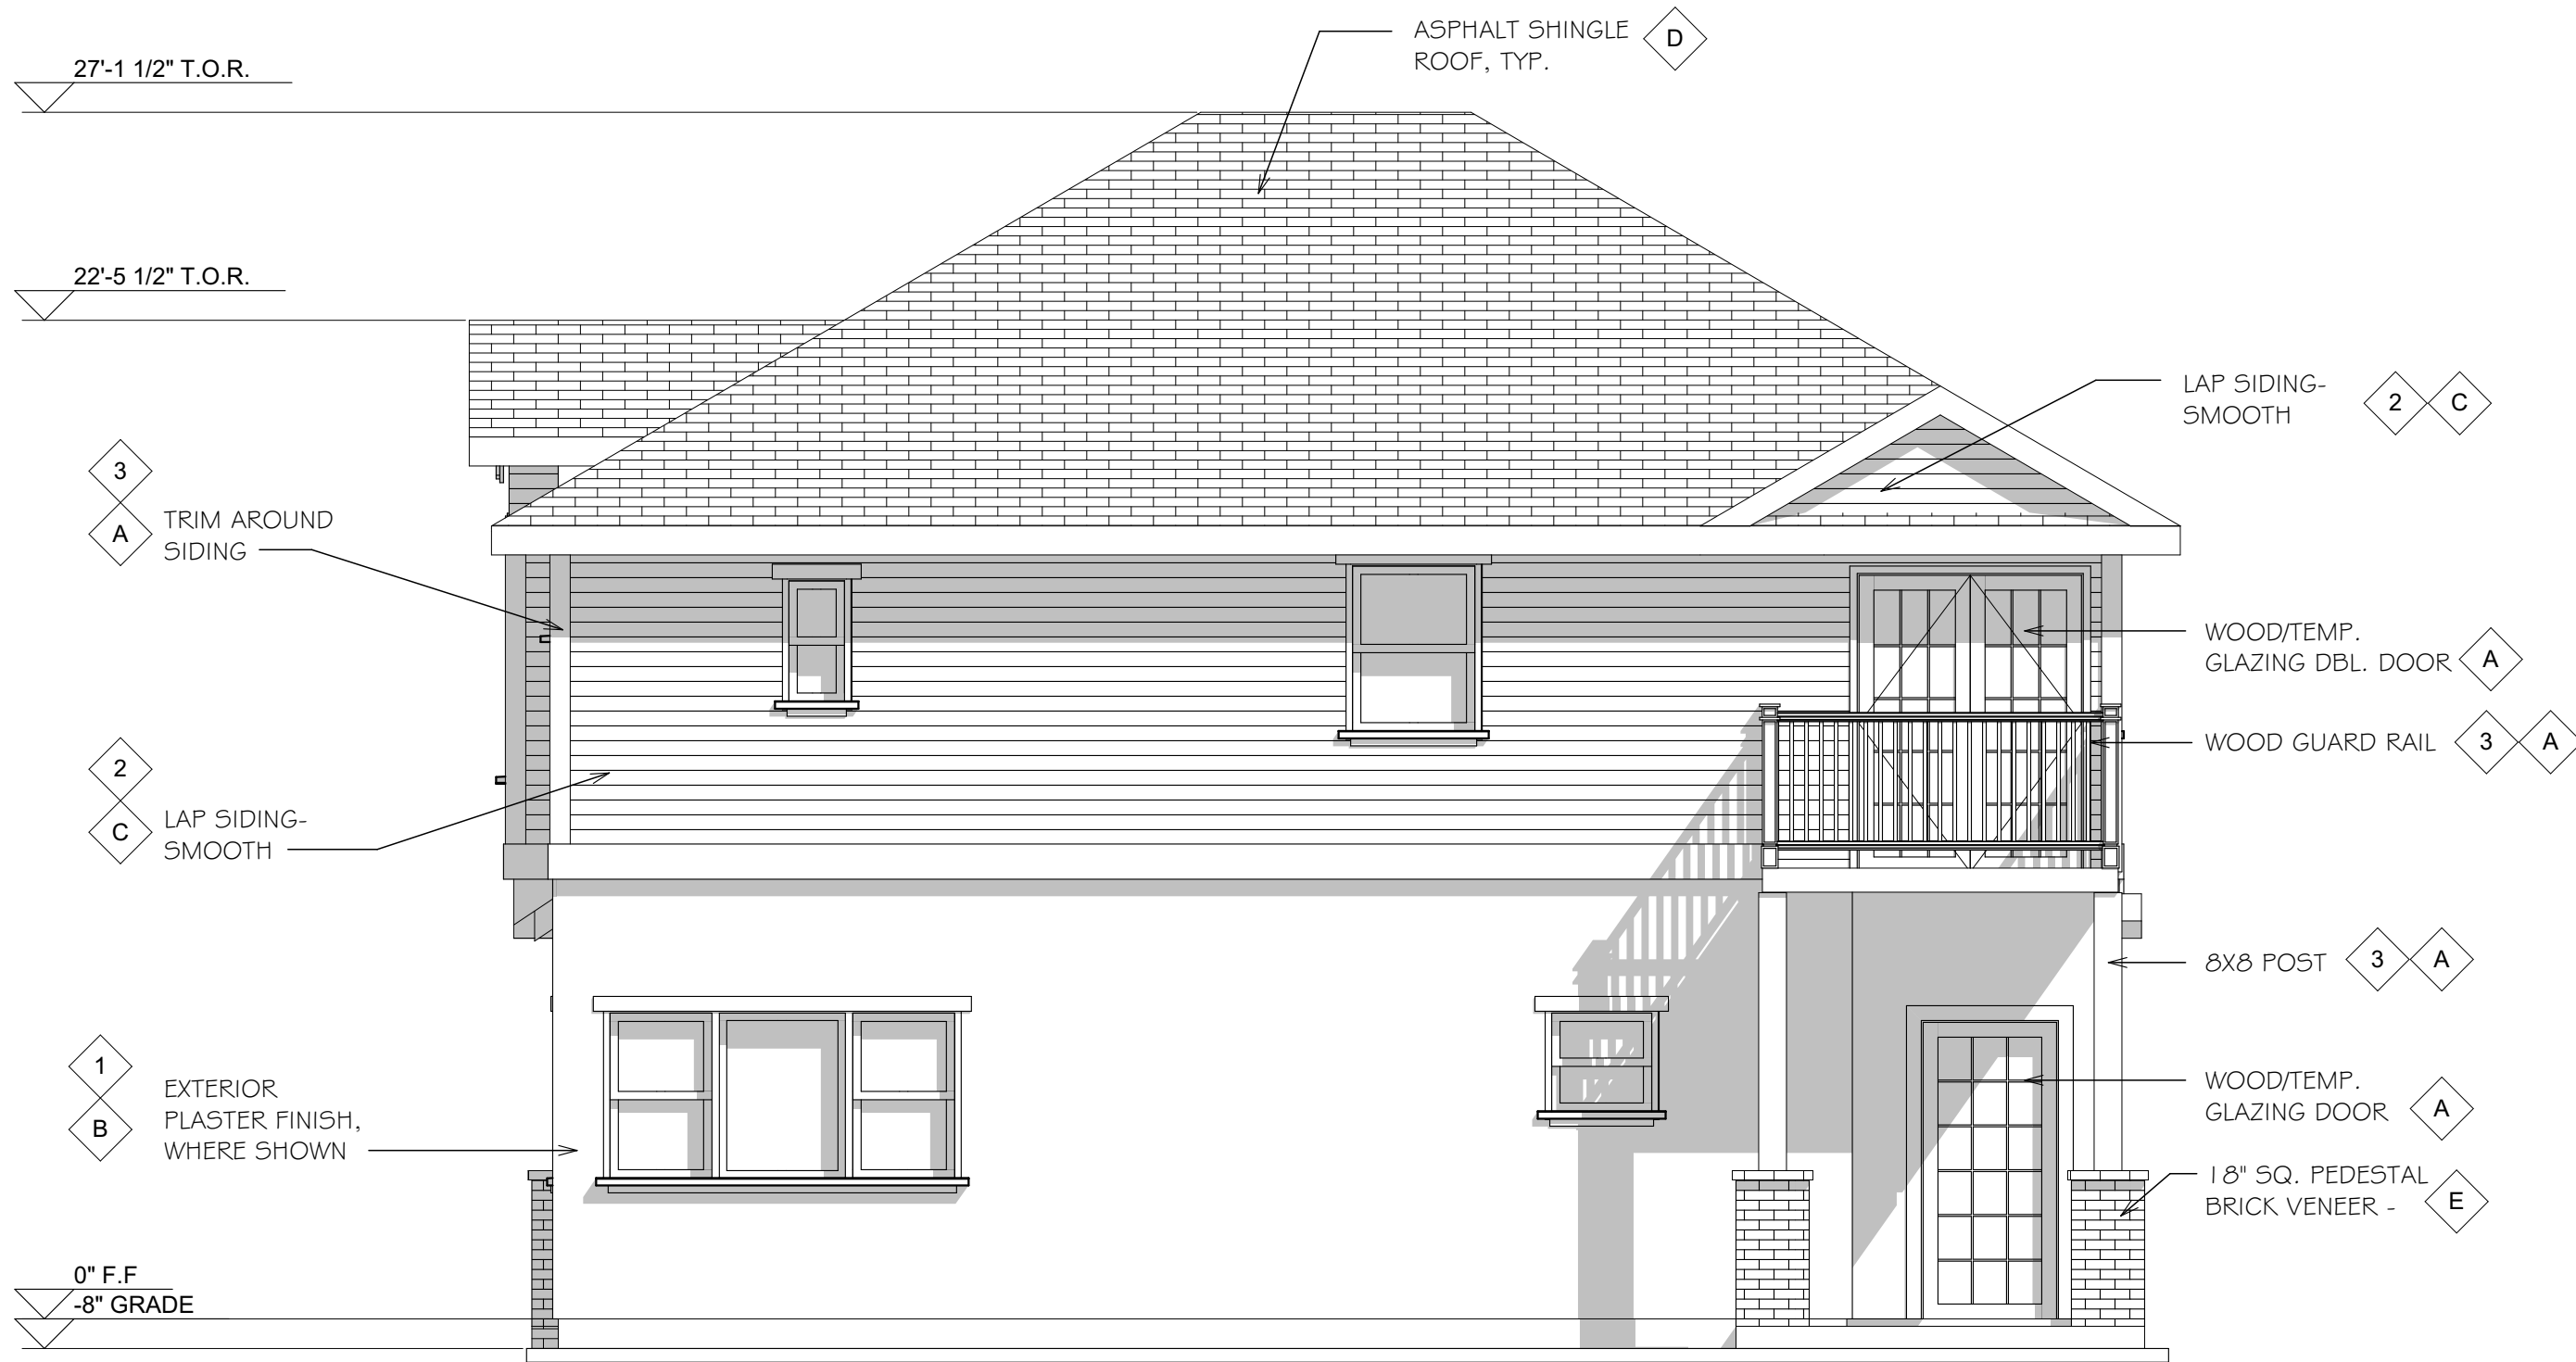 ASPHALT SHINGLE D
ROOF, TYP.
27'-1 1/2" T.O.R.
22'-5 1/2" T.O.R.
LAP SIDING-
SMOOTH
2 C
3
A
TRIM AROUND
SIDING
WOOD/TEMP.
GLAZING DBL. DOOR A
WOOD GUARD RAIL 3 A
2
C
LAP SIDING-
SMOOTH
8X8 POST 3 A
1
B
EXTERIOR
PLASTER FINISH,
WHERE SHOWN
WOOD/TEMP.
GLAZING DOOR A
18" SQ. PEDESTAL
BRICK VENEER - E
0" F.F
-8" GRADE